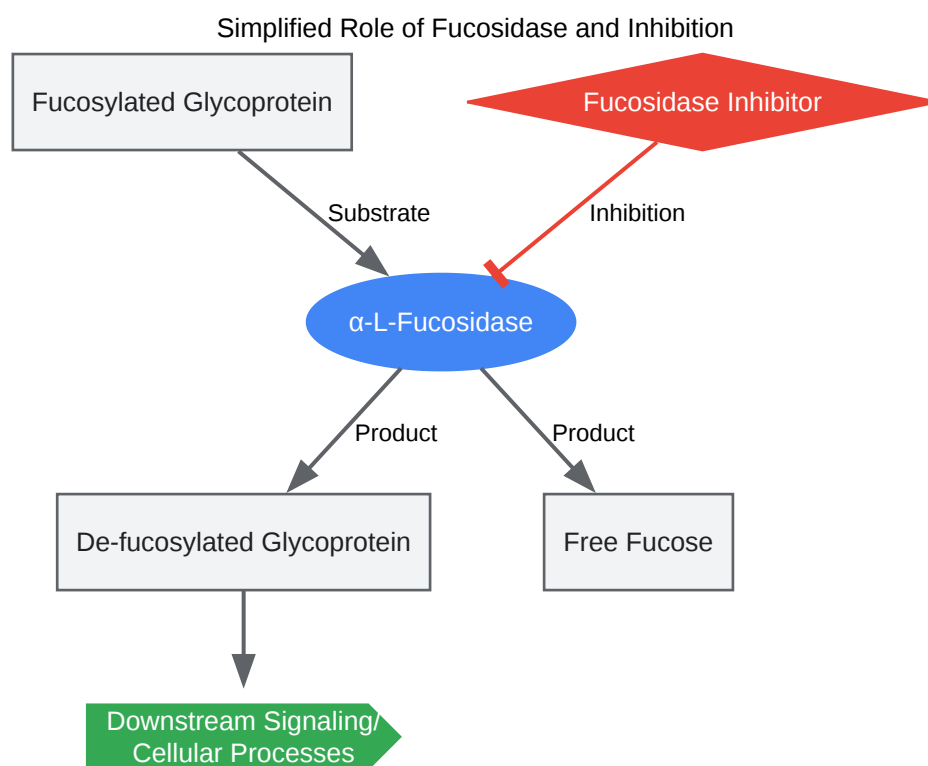 Simplified Role of Fucosidase and Inhibition
Fucosylated Glycoprotein
Fucosidase Inhibitor
Substrate
Inhibition
α-L-Fucosidase
Product
Product
De-fucosylated Glycoprotein
Free Fucose
Downstream Signaling/
Cellular Processes